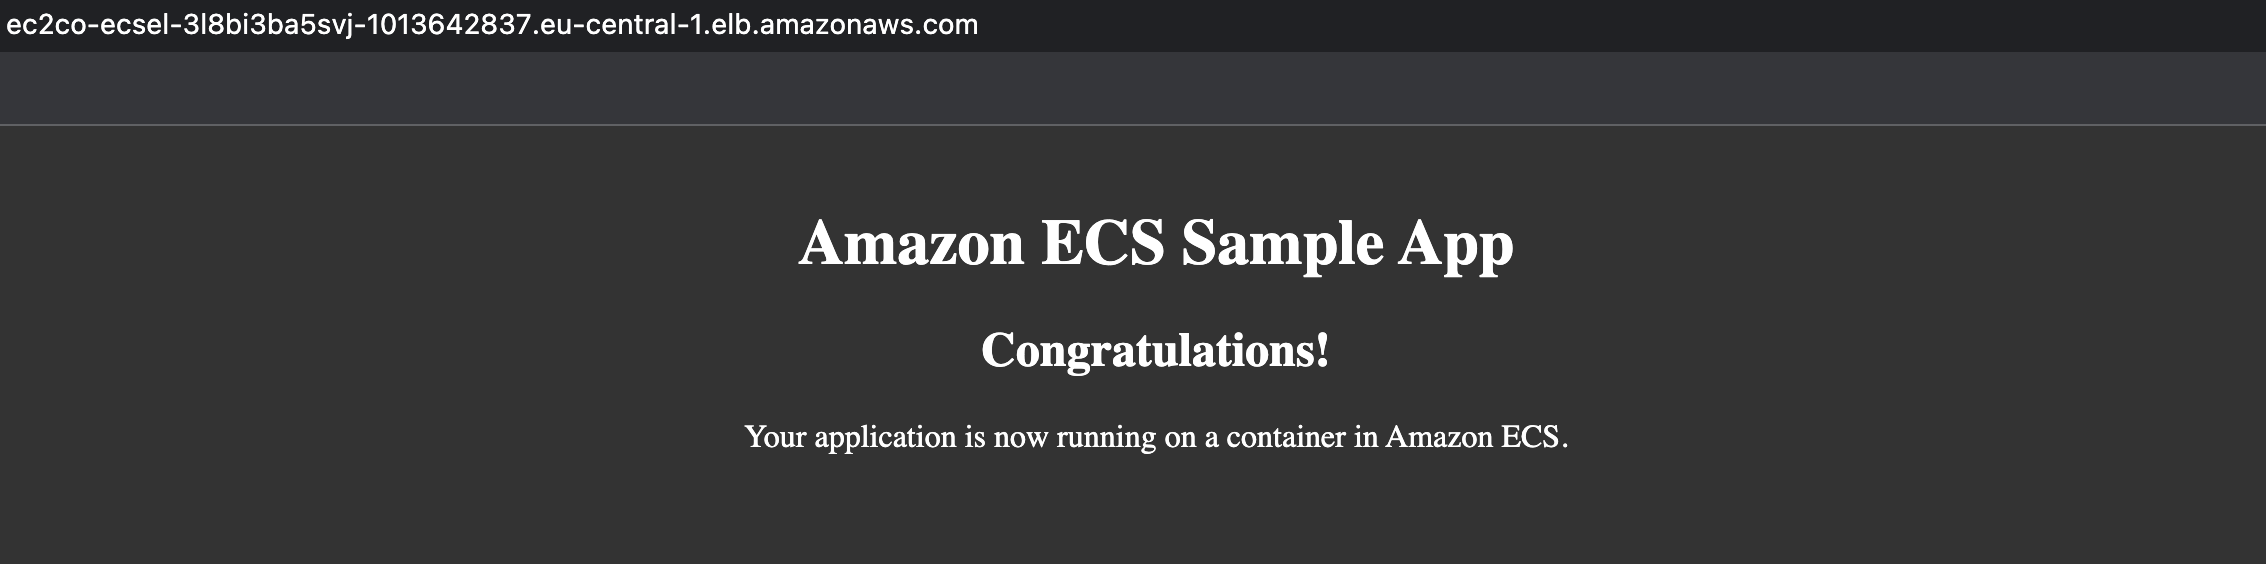 ec2co-ecsel-3l8bi3ba5svj-1013642837.eu-central-1.elb.amazonaws.com
Amazon ECS Sample App
Congratulations!
Your application is now running on a container in Amazon ECS.